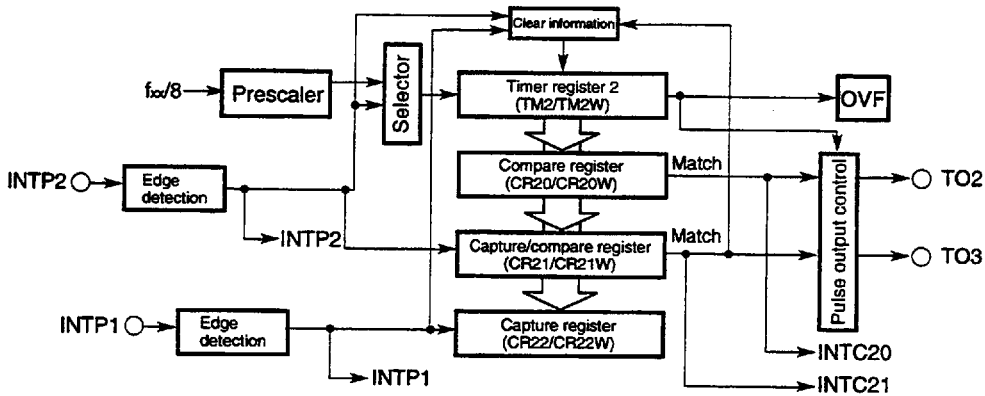 Clear information
fxx/8
Prescaler
Selector
Timer register 2
(TM2/TM2W)
OVF
INTP2
Edge
detection
INTP2
Compare register
(CR20/CR20W)
Match
Capture/compare register
(CR21/CR21W)
Match
Pulse output control
TO2
TO3
INTP1
Edge
detection
INTP1
Capture register
(CR22/CR22W)
INTC20
INTC21